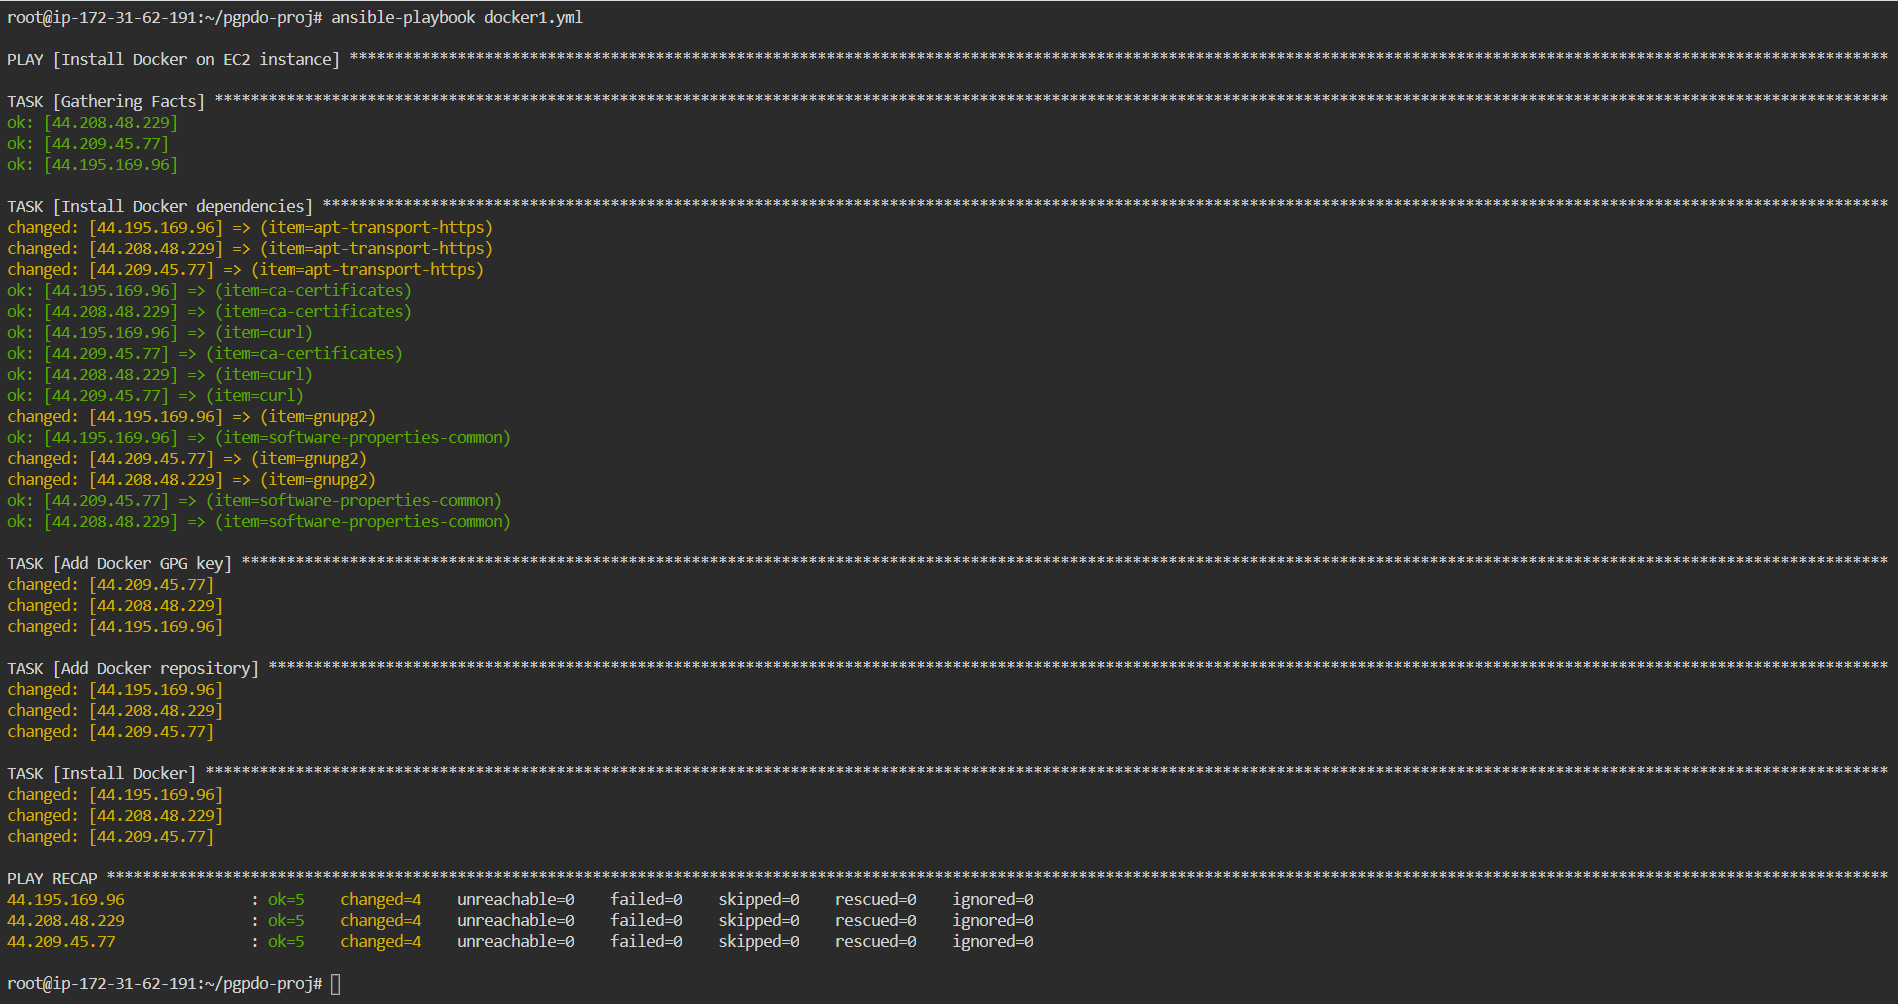 root@ip-172-31-62-191:~/pgpdo-proj# ansible-playbook docker1.yml
PLAY [Install Docker on EC2 instance] ***************************************************************************************************************************************************************************
TASK [Gathering Facts] ******************************************************************************************************************************************************************************************
ok: [44.208.48.229]
ok: [44.209.45.77]
ok: [44.195.169.96]
TASK [Install Docker dependencies] ******************************************************************************************************************************************************************************
changed: [44.195.169.96] => (item=apt-transport-https)
changed: [44.208.48.229] => (item=apt-transport-https)
changed: [44.209.45.77] => (item=apt-transport-https)
ok: [44.195.169.96] => (item=ca-certificates)
ok: [44.208.48.229] => (item=ca-certificates)
ok: [44.195.169.96] => (item=curl)
ok: [44.209.45.77] => (item=ca-certificates)
ok: [44.208.48.229] => (item=curl)
ok: [44.209.45.77] => (item=curl)
changed: [44.195.169.96] => (item=gnupg2)
ok: [44.195.169.96] => (item=software-properties-common)
changed: [44.209.45.77] => (item=gnupg2)
changed: [44.208.48.229] => (item=gnupg2)
ok: [44.209.45.77] => (item=software-properties-common)
ok: [44.208.48.229] => (item=software-properties-common)
TASK [Add Docker GPG key] ***************************************************************************************************************************************************************************************
changed: [44.209.45.77]
changed: [44.208.48.229]
changed: [44.195.169.96]
TASK [Add Docker repository] ************************************************************************************************************************************************************************************
changed: [44.195.169.96]
changed: [44.208.48.229]
changed: [44.209.45.77]
TASK [Install Docker] *******************************************************************************************************************************************************************************************
changed: [44.195.169.96]
changed: [44.208.48.229]
changed: [44.209.45.77]
PLAY RECAP ******************************************************************************************************************************************************************************************************
44.195.169.96              : ok=5    changed=4    unreachable=0    failed=0    skipped=0    rescued=0    ignored=0
44.208.48.229              : ok=5    changed=4    unreachable=0    failed=0    skipped=0    rescued=0    ignored=0
44.209.45.77               : ok=5    changed=4    unreachable=0    failed=0    skipped=0    rescued=0    ignored=0
root@ip-172-31-62-191:~/pgpdo-proj#